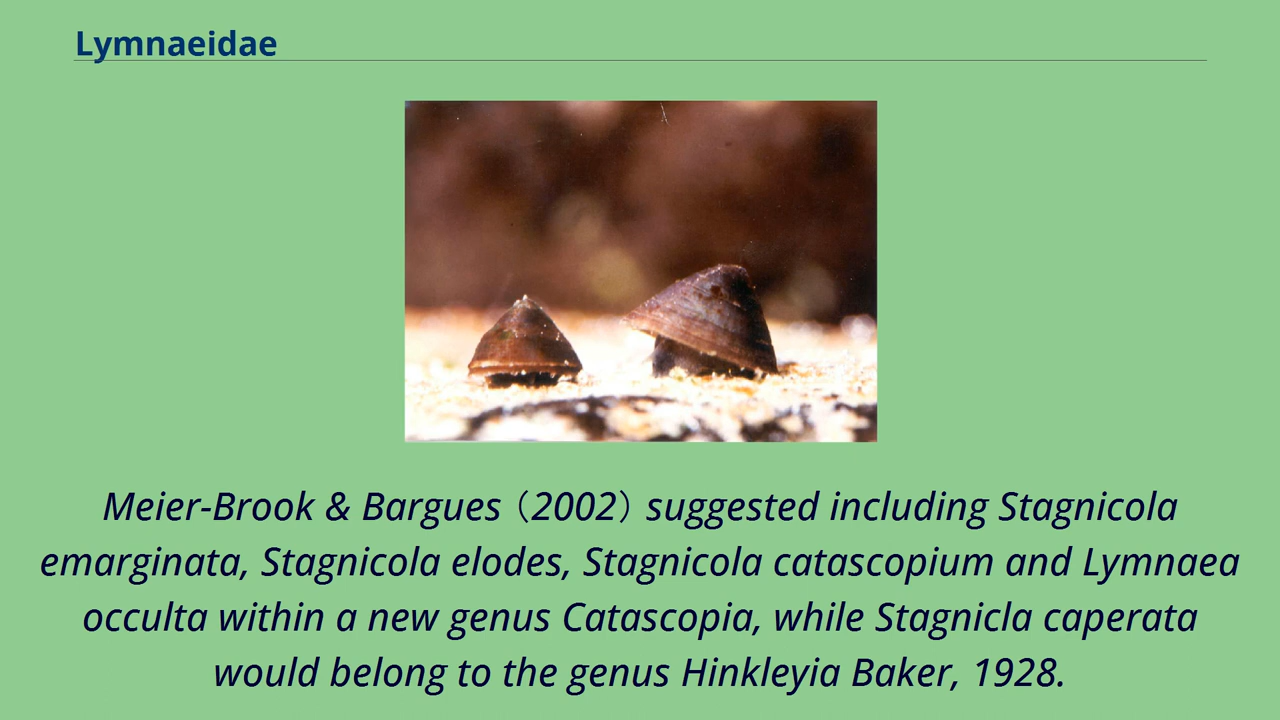 Lymnaeidae
Meier-Brook & Bargues（2002）suggested including Stagnicola
emarginata, Stagnicola elodes, Stagnicola catascopium and Lymnaea
occulta within a new genus Catascopia, while Stagnicla caperata
would belong to the genus Hinkleyia Baker, 1928.